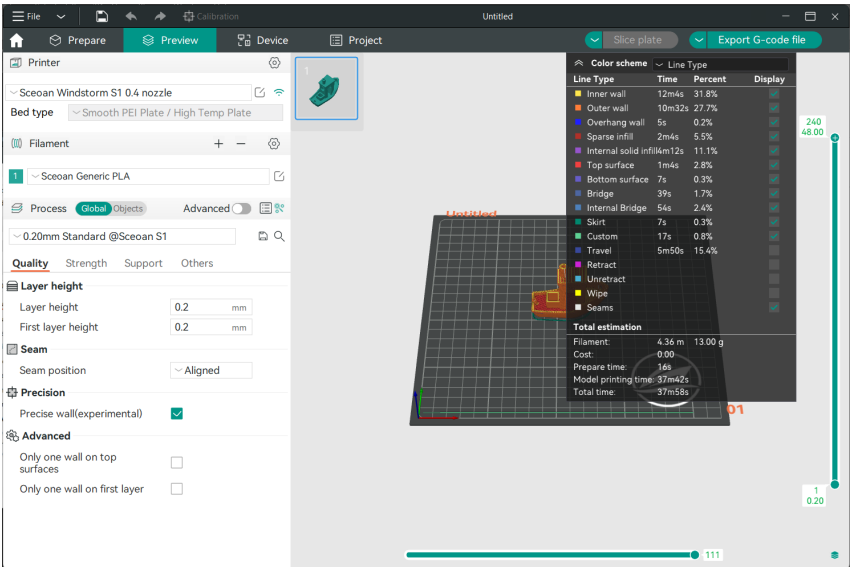 File
Calibration
Untitled
Prepare
Preview
Device
Project
Slice plate
Export G-code file
Printer
Sceoan Windstorm S1 0.4 nozzle
Bed type
Smooth PEI Plate / High Temp Plate
Filament
1 Sceoan Generic PLA
Process Global Objects Advanced
0.20mm Standard @Sceoan S1
Quality Strength Support Others
Layer height
Layer height 0.2 mm
First layer height 0.2 mm
Seam
Seam position Aligned
Precision
Precise wall(experimental)
Advanced
Only one wall on top
surfaces
Only one wall on first layer
1
Untitled
01
Color scheme Line Type
Line Type Time Percent Display
Inner wall 12m4s 31.8%
Outer wall 10m32s 27.7%
Overhang wall 5s 0.2%
Sparse infill 2m4s 5.5%
Internal solid infill4m12s 11.1%
Top surface 1m4s 2.8%
Bottom surface 7s 0.3%
Bridge 39s 1.7%
Internal Bridge 54s 2.4%
Skirt 7s 0.3%
Custom 17s 0.8%
Travel 5m50s 15.4%
Retract
Unretract
Wipe
Seams
Total estimation
Filament: 4.36 m 13.00 g
Cost: 0.00
Prepare time: 16s
Model printing time: 37m42s
Total time: 37m58s
240
48.00
1
0.20
111